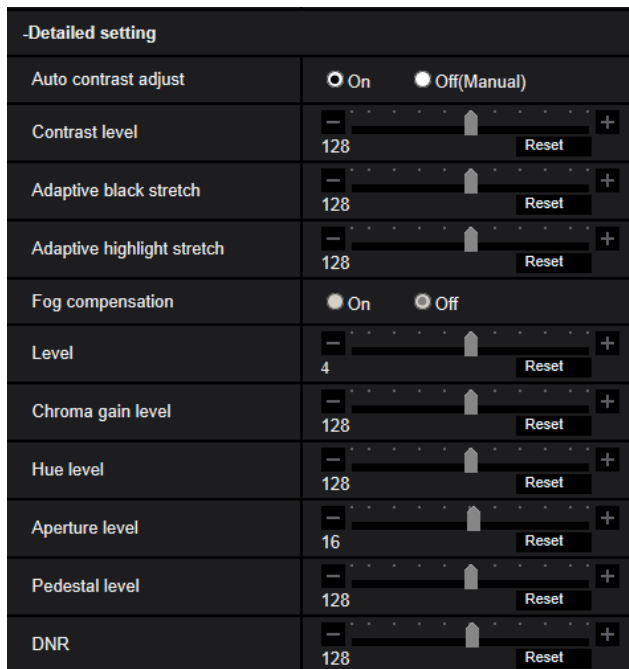 -Detailed setting
Auto contrast adjust On Off(Manual)
Contrast level 128 Reset
Adaptive black stretch 128 Reset
Adaptive highlight stretch 128 Reset
Fog compensation On Off
Level 4 Reset
Chroma gain level 128 Reset
Hue level 128 Reset
Aperture level 16 Reset
Pedestal level 128 Reset
DNR 128 Reset